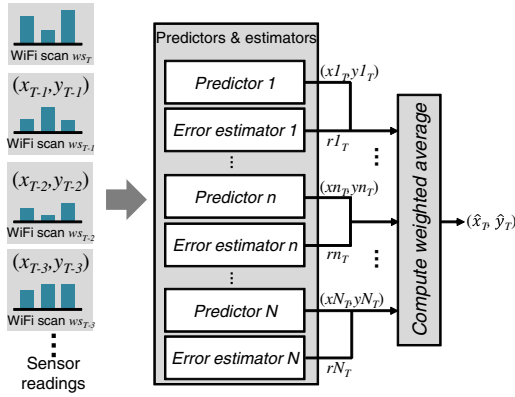 WiFi scan ws_T
(x_{T-1}, y_{T-1})
WiFi scan ws_{T-1}
(x_{T-2}, y_{T-2})
WiFi scan ws_{T-2}
(x_{T-3}, y_{T-3})
WiFi scan ws_{T-3}
Sensor
readings
Predictors & estimators
Predictor 1
Error estimator 1
Predictor n
Error estimator n
Predictor N
Error estimator N
(x1_T, y1_T)
r1_T
(xn_T, yn_T)
rn_T
(xN_T, yN_T)
rN_T
Compute weighted average
(x̂_T, ŷ_T)